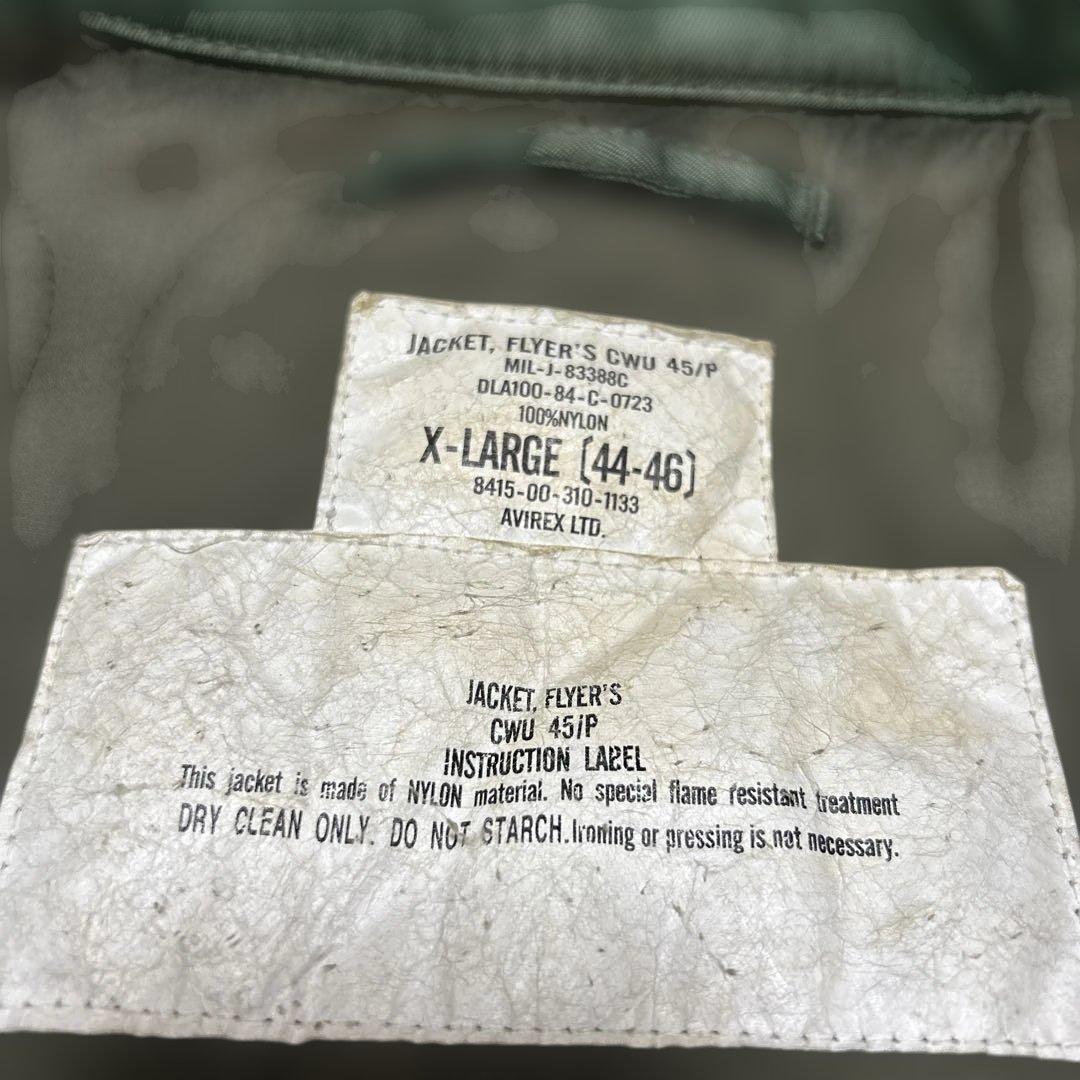 JACKET, FLYER'S CWU 45/P
MIL-J-83388C
DLA100-84-C-0723
100%NYLON
X-LARGE (44-46)
8415-00-310-1133
AVIREX LTD.
JACKET, FLYER'S
CWU 45/P
INSTRUCTION LABEL
This jacket is made of NYLON material. No special flame resistant treatment
DRY CLEAN ONLY. DO NOT STARCH. Ironing or pressing is not necessary.